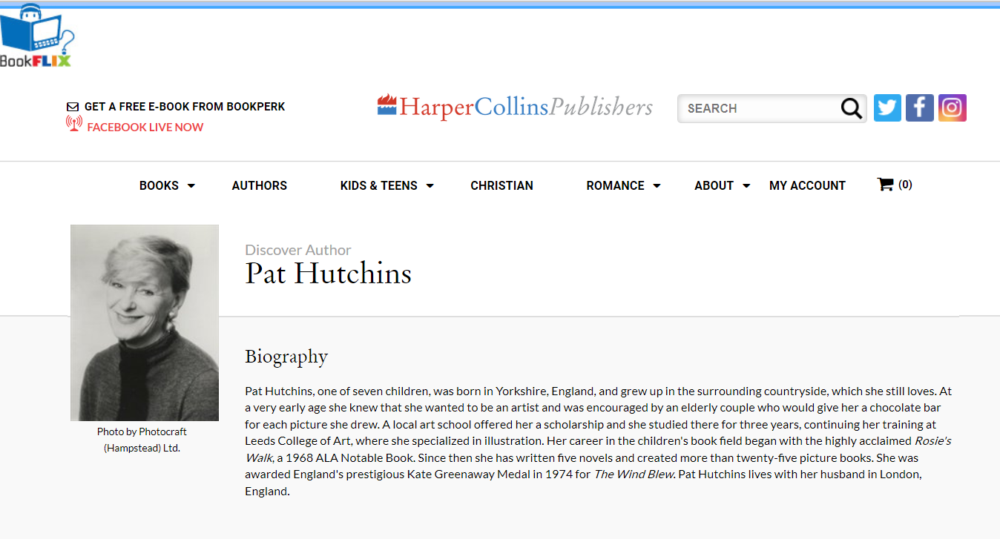 BookFLIX
GET A FREE E-BOOK FROM BOOKPERK
FACEBOOK LIVE NOW
HarperCollinsPublishers
SEARCH
BOOKS
AUTHORS
KIDS & TEENS
CHRISTIAN
ROMANCE
ABOUT
MY ACCOUNT
(0)
Discover Author
Pat Hutchins
Photo by Photocraft
(Hampstead) Ltd.
Biography
Pat Hutchins, one of seven children, was born in Yorkshire, England, and grew up in the surrounding countryside, which she still loves. At
a very early age she knew that she wanted to be an artist and was encouraged by an elderly couple who would give her a chocolate bar
for each picture she drew. A local art school offered her a scholarship and she studied there for three years, continuing her training at
Leeds College of Art, where she specialized in illustration. Her career in the children's book field began with the highly acclaimed Rosie's
Walk, a 1968 ALA Notable Book. Since then she has written five novels and created more than twenty-five picture books. She was
awarded England's prestigious Kate Greenaway Medal in 1974 for The Wind Blew. Pat Hutchins lives with her husband in London,
England.